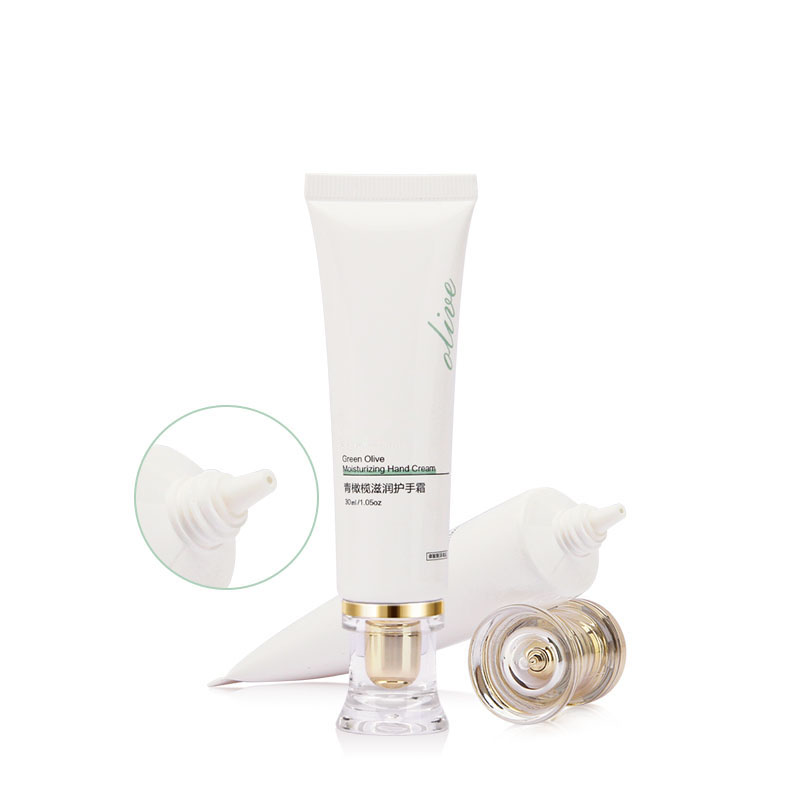 olive
Green Olive
Moisturizing Hand Cream
青橄榄滋润护手霜
30ml/1.05oz